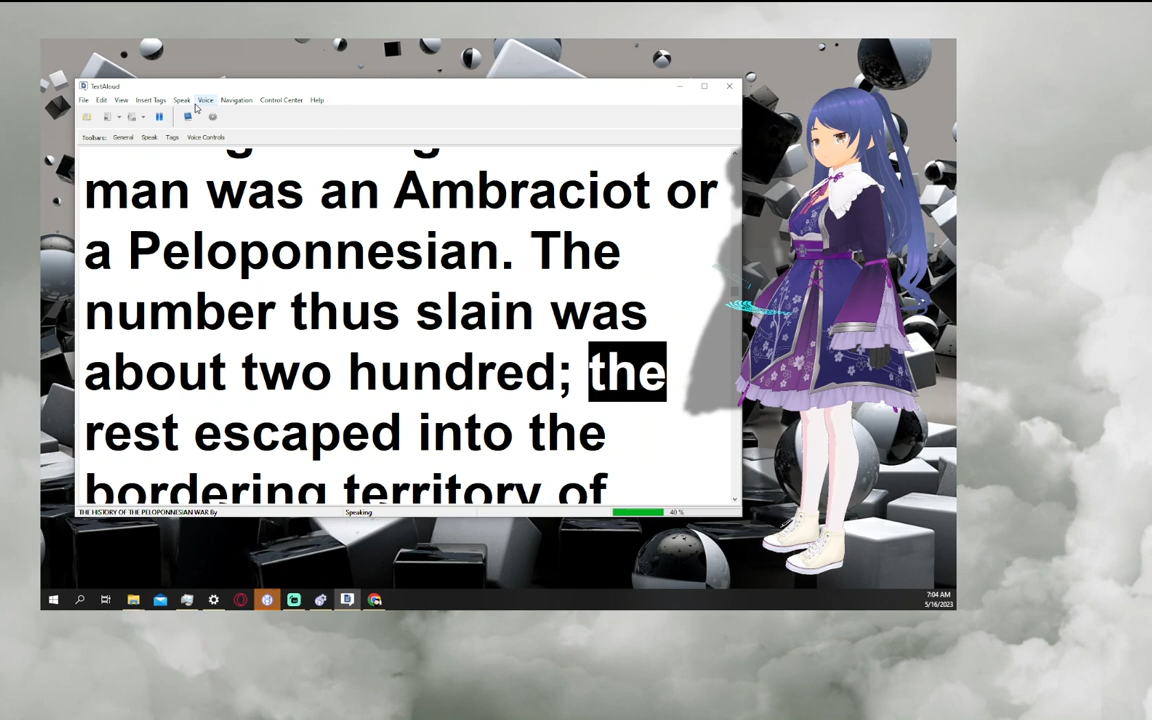 TextAloud
File Edit View Insert Tags Speak Voice Navigation Control Center Help
Toolbars: General Speak Tags Voice Controls
man was an Ambraciot or
a Peloponnesian. The
number thus slain was
about two hundred; the
rest escaped into the
bordering territory of
THE HISTORY OF THE PELOPONNESIAN WAR By Speaking 40 %
7:04 AM
5/16/2023